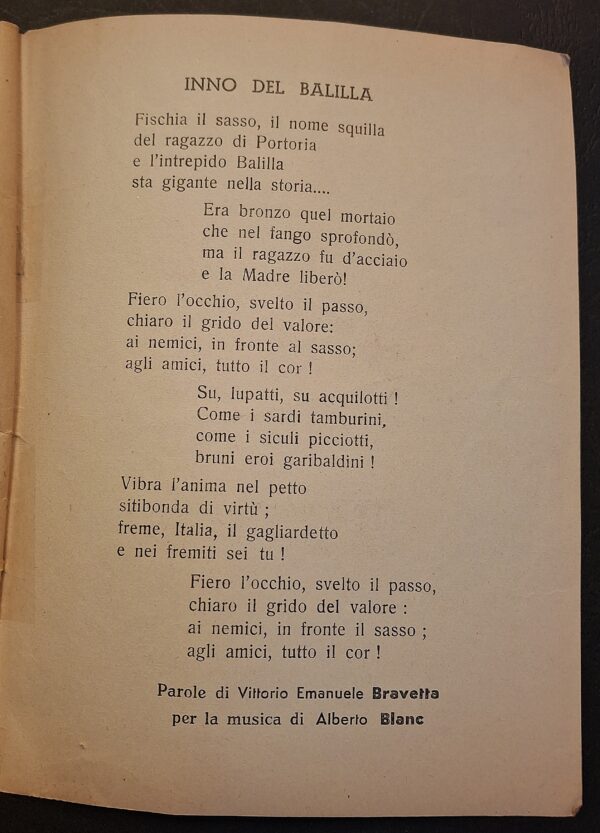 INNO DEL BALILLA
Fischia il sasso, il nome squilla
del ragazzo di Portoria
e l'intrepido Balilla
sta gigante nella storia....
Era bronzo quel mortaio
che nel fango sprofondò,
ma il ragazzo fu d'acciaio
e la Madre liberò!
Fiero l'occhio, svelto il passo,
chiaro il grido del valore:
ai nemici, in fronte al sasso;
agli amici, tutto il cor !
Su, lupatti, su acquilotti !
Come i sardi tamburini,
come i siculi picciotti,
bruni eroi garibaldini !
Vibra l'anima nel petto
sitibonda di virtù ;
freme, Italia, il gagliardetto
e nei fremiti sei tu !
Fiero l'occhio, svelto il passo,
chiaro il grido del valore :
ai nemici, in fronte il sasso ;
agli amici, tutto il cor !
Parole di Vittorio Emanuele Bravetta
per la musica di Alberto Blanc